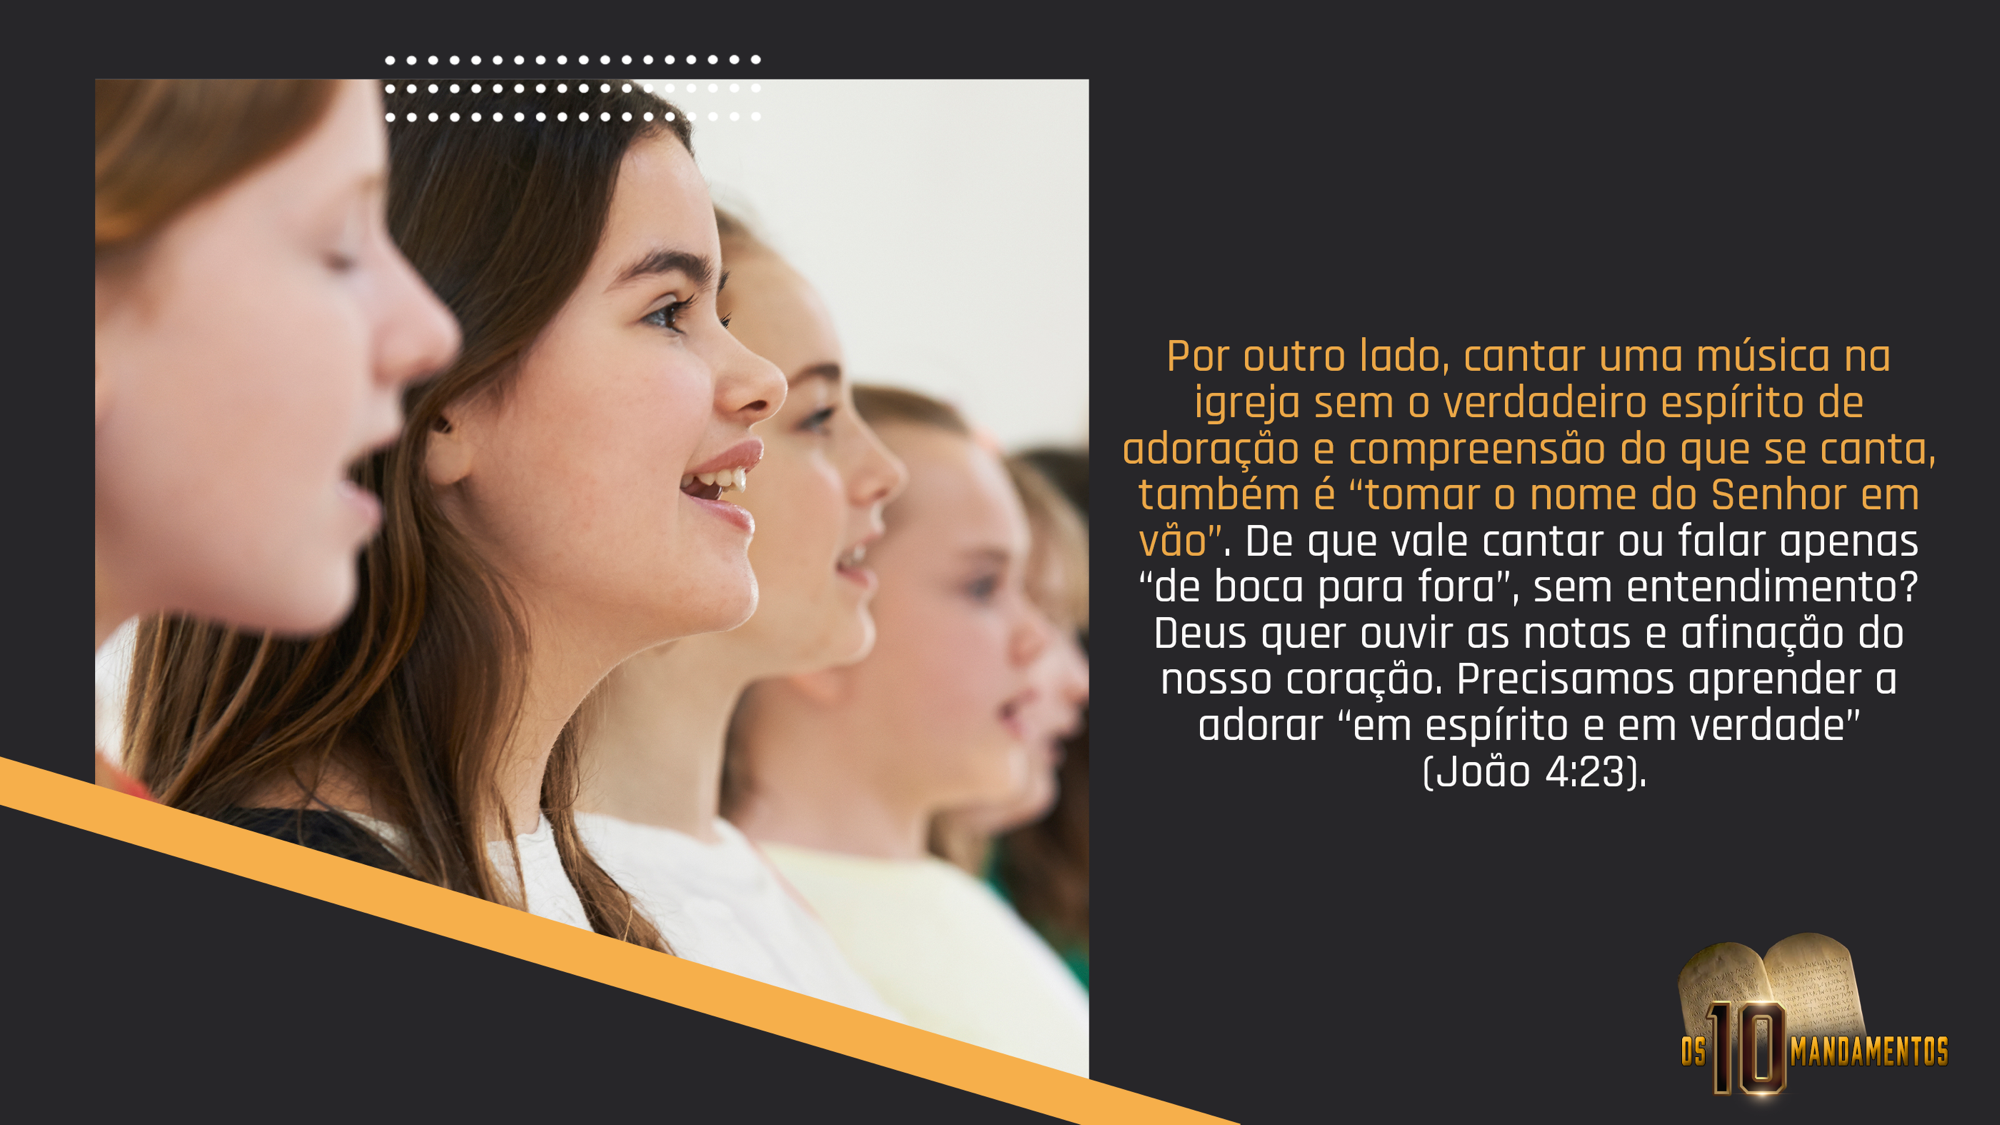 Por outro lado, cantar uma música na
igreja sem o verdadeiro espírito de
adoração e compreensão do que se canta,
também é “tomar o nome do Senhor em
vão”. De que vale cantar ou falar apenas
“de boca para fora”, sem entendimento?
Deus quer ouvir as notas e afinação do
nosso coração. Precisamos aprender a
adorar “em espírito e em verdade”
(João 4:23).
OS 10 MANDAMENTOS